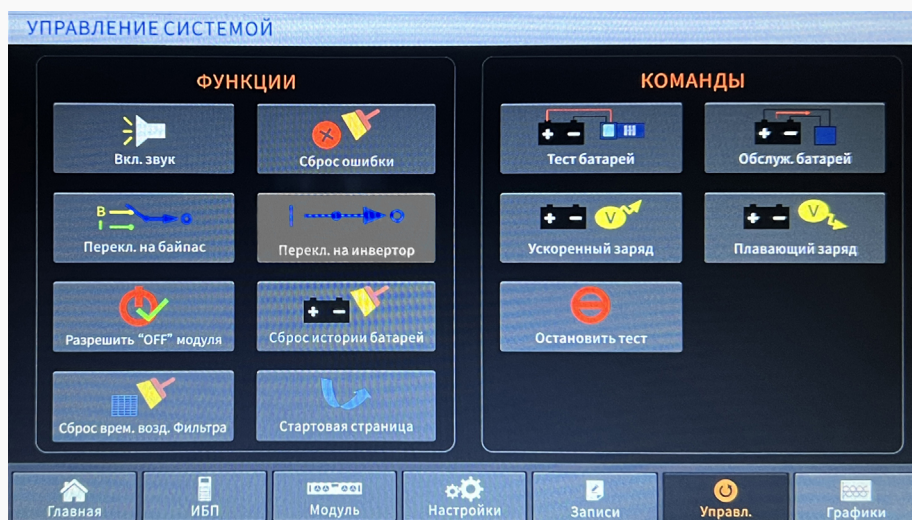 УПРАВЛЕНИЕ СИСТЕМОЙ
ФУНКЦИИ
Вкл. звук
Сброс ошибки
B
I
Перекл. на байпас
Перекл. на инвертор
Разрешить "OFF" модуля
Сброс истории батарей
Сброс врем. возд. Фильтра
Стартовая страница
КОМАНДЫ
Тест батарей
Обслуж. батарей
V
Ускоренный заряд
V
Плавающий заряд
Остановить тест
Главная
ИБП
Модуль
Настройки
Записи
Управл.
Графики